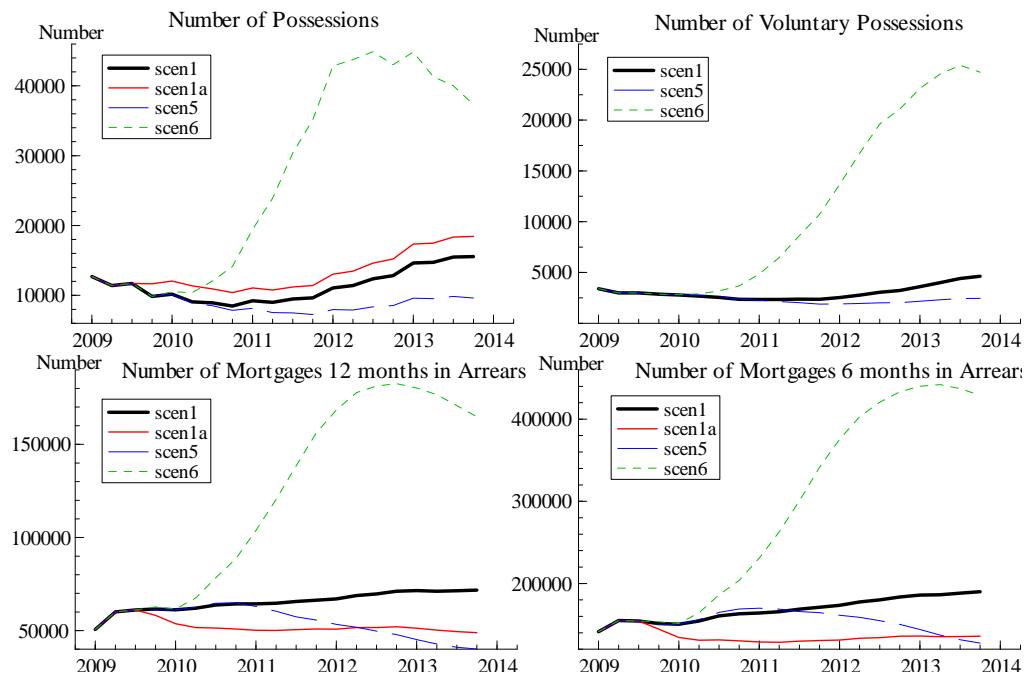 Number of Possessions
Number
scen1
scen1a
scen5
scen6
40000
30000
20000
10000
2009 2010 2011 2012 2013 2014
Number of Voluntary Possessions
Number
scen1
scen5
scen6
25000
20000
15000
10000
5000
2009 2010 2011 2012 2013 2014
Number of Mortgages 12 months in Arrears
Number
scen1
scen1a
scen5
scen6
150000
100000
50000
2009 2010 2011 2012 2013 2014
Number of Mortgages 6 months in Arrears
Number
scen1
scen1a
scen5
scen6
400000
300000
200000
2009 2010 2011 2012 2013 2014